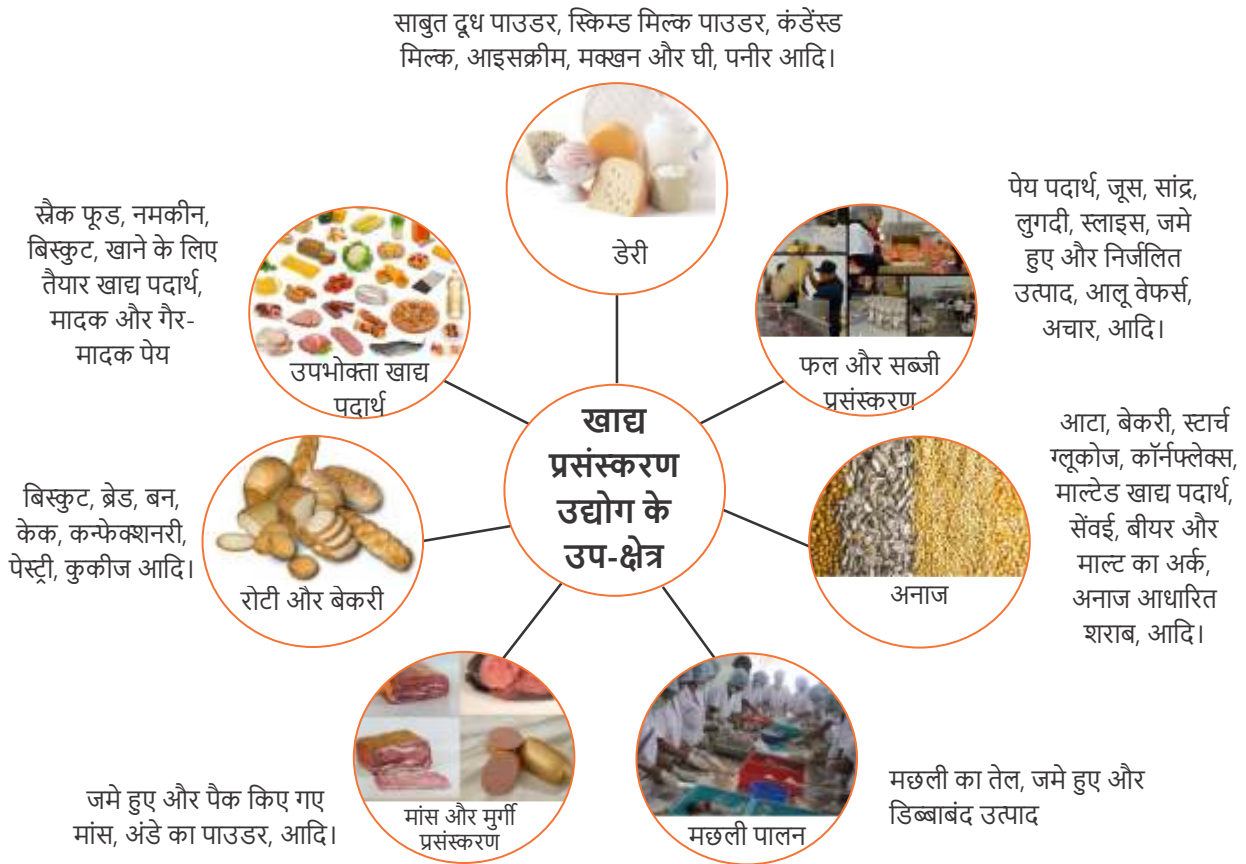 साबुत दूध पाउडर, स्किम्ड मिल्क पाउडर, कंडेंस्ड
मिल्क, आइसक्रीम, मक्खन और घी, पनीर आदि।
डेरी
पेय पदार्थ, जूस, सांद्र,
लुगदी, स्लाइस, जमे
हुए और निर्जलित
उत्पाद, आलू वेफर्स,
अचार, आदि।
फल और सब्जी
प्रसंस्करण
स्नैक फूड, नमकीन,
बिस्कुट, खाने के लिए
तैयार खाद्य पदार्थ,
मादक और गैर-
मादक पेय
उपभोक्ता खाद्य
पदार्थ
खाद्य
प्रसंस्करण
उद्योग के
उप-क्षेत्र
आटा, बेकरी, स्टार्च
ग्लूकोज, कॉर्नफ्लेक्स,
माल्टेड खाद्य पदार्थ,
सेंवई, बीयर और
माल्ट का अर्क,
अनाज आधारित
शराब, आदि।
अनाज
बिस्कुट, ब्रेड, बन,
केक, कन्फेक्शनरी,
पेस्ट्री, कुकीज आदि।
रोटी और बेकरी
जमे हुए और पैक किए गए
मांस, अंडे का पाउडर, आदि।
मांस और मुर्गी
प्रसंस्करण
मछली पालन
मछली का तेल, जमे हुए और
डिब्बाबंद उत्पाद